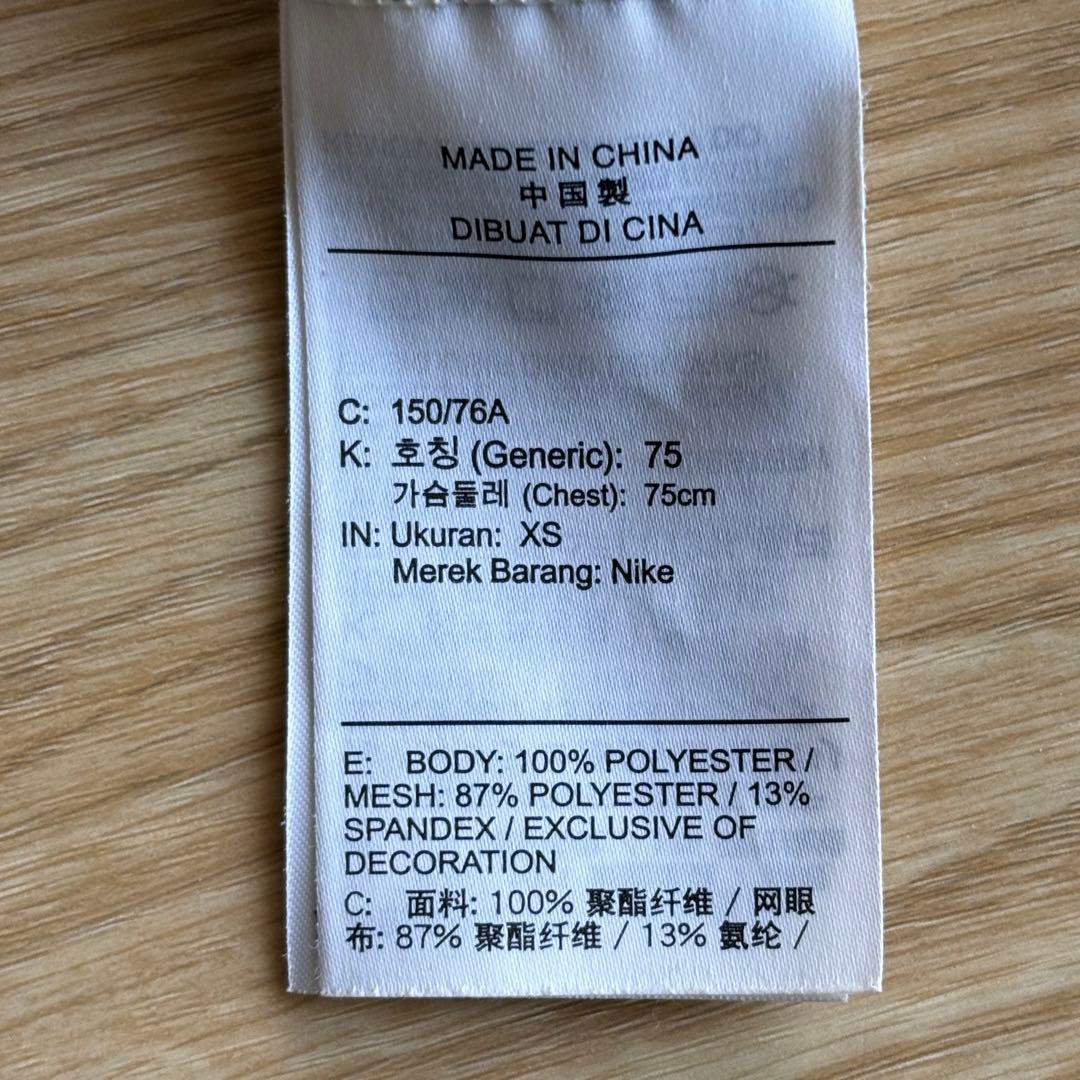 MADE IN CHINA
中国製
DIBUAT DI CINA
C: 150/76A
K: 호칭 (Generic): 75
가슴둘레 (Chest): 75cm
IN: Ukuran: XS
Merek Barang: Nike
E: BODY: 100% POLYESTER /
MESH: 87% POLYESTER / 13%
SPANDEX / EXCLUSIVE OF
DECORATION
C: 面料: 100% 聚酯纤维 / 网眼
布: 87% 聚酯纤维 / 13% 氨纶 /